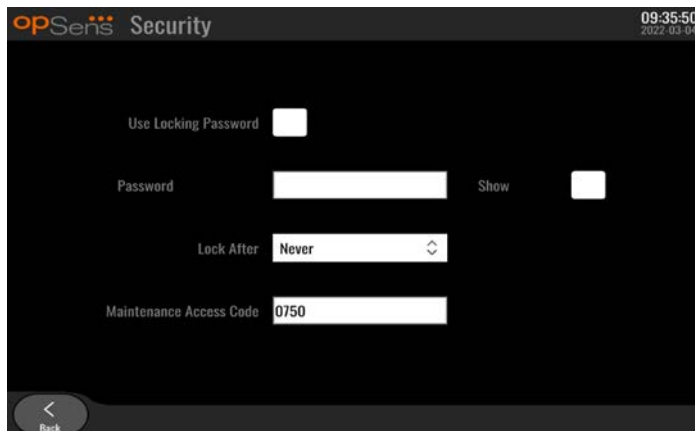 opSens Security
09:35:50
2022-03-04
Use Locking Password
Password
Show
Lock After
Never
Maintenance Access Code
0750
Back